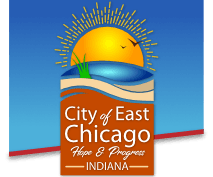 City of East
Chicago
Hope & Progress
INDIANA